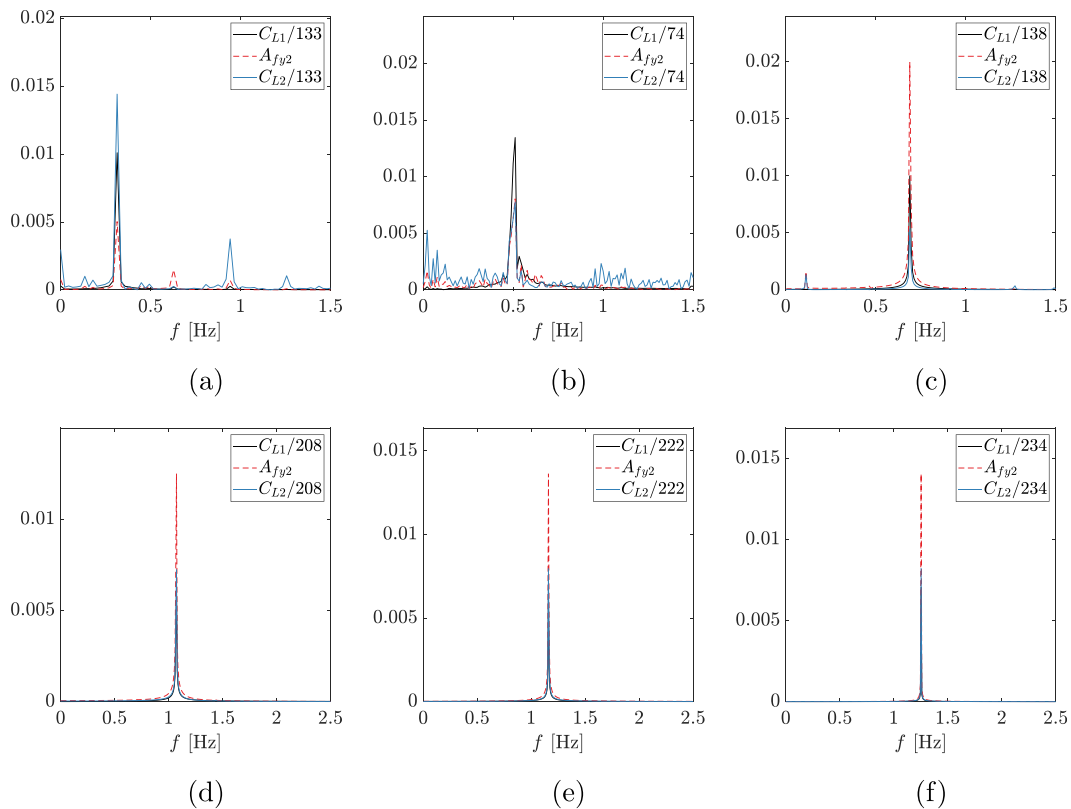 0.02
0.015
0.01
0.005
0
0 0.5 1 1.5
f [Hz]
C_{L1}/133
A_{fy2}
C_{L2}/133
(a)
0.02
0.015
0.01
0.005
0
0 0.5 1 1.5
f [Hz]
C_{L1}/74
A_{fy2}
C_{L2}/74
(b)
0.02
0.015
0.01
0.005
0
0 0.5 1 1.5
f [Hz]
C_{L1}/138
A_{fy2}
C_{L2}/138
(c)
0.01
0.005
0
0 0.5 1 1.5 2 2.5
f [Hz]
C_{L1}/208
A_{fy2}
C_{L2}/208
(d)
0.015
0.01
0.005
0
0 0.5 1 1.5 2 2.5
f [Hz]
C_{L1}/222
A_{fy2}
C_{L2}/222
(e)
0.015
0.01
0.005
0
0 0.5 1 1.5 2 2.5
f [Hz]
C_{L1}/234
A_{fy2}
C_{L2}/234
(f)